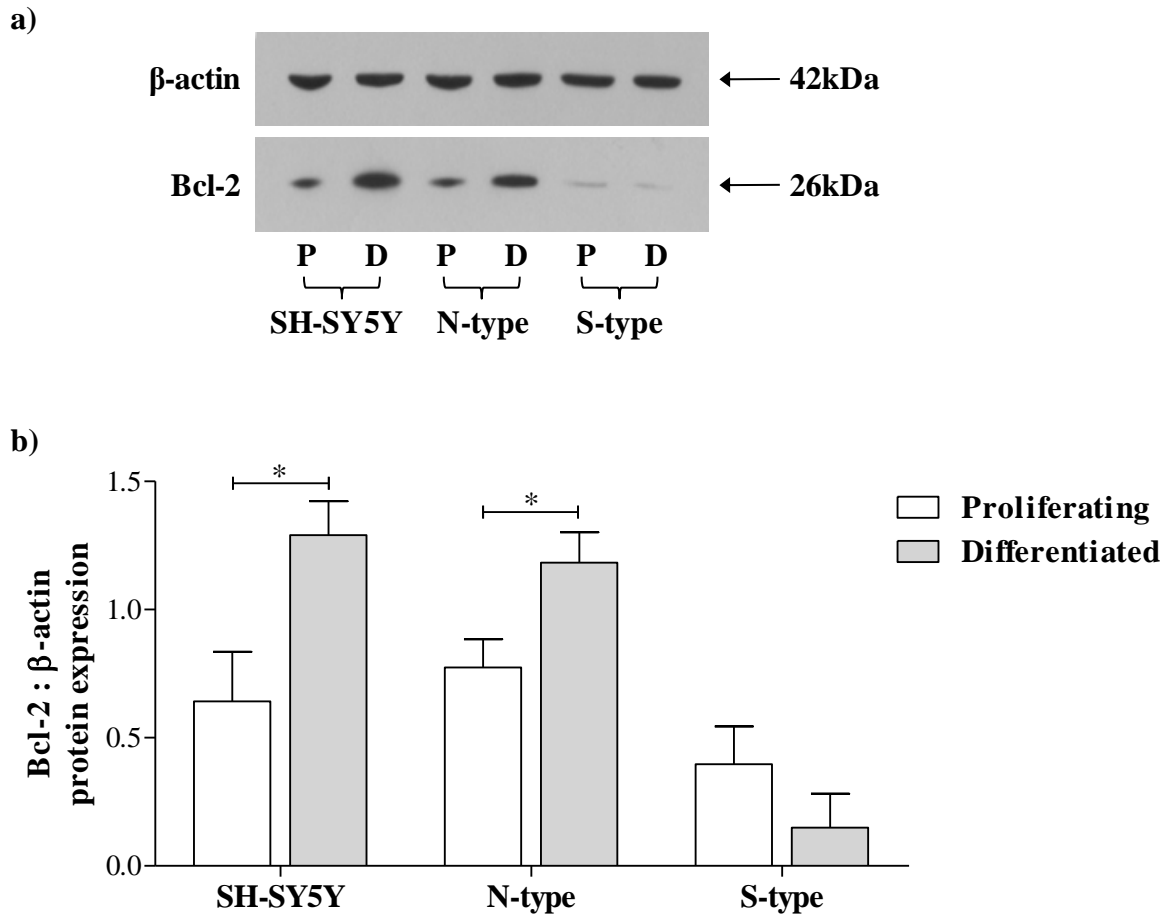 a)
β-actin
42kDa
Bcl-2
26kDa
P D P D P D
SH-SY5Y N-type S-type
b)
* *
Bcl-2 : β-actin
protein expression
1.5
1.0
0.5
0.0
SH-SY5Y N-type S-type
Proliferating
Differentiated